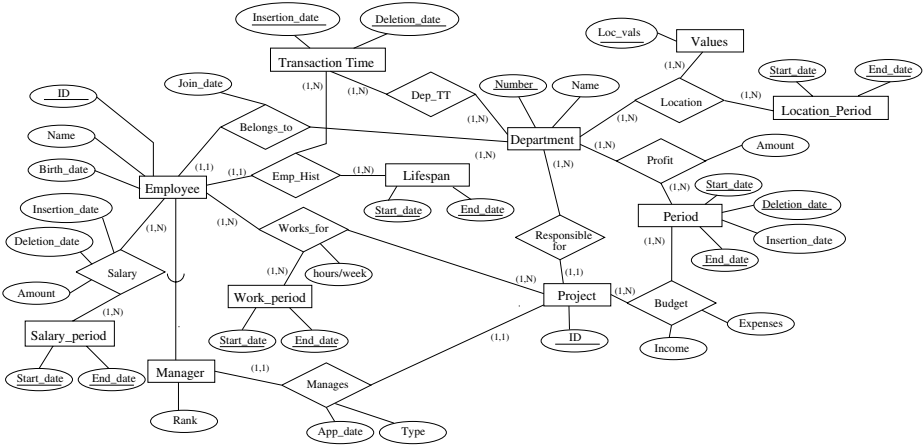 Insertion_date
Deletion_date
Transaction Time
Loc_vals
Values
(1,N)
Start_date
End_date
Location_Period
Location
(1,N)
(1,N)
Join_date
(1,N)
(1,N)
Dep_TT
(1,N)
Number
Name
ID
Belongs_to
Department
Amount
Name
(1,1)
(1,1)
Emp_Hist
(1,N)
(1,N)
(1,N)
(1,N)
Profit
Birth_date
Employee
Lifespan
(1,N)
Start_date
Period
Deletion_date
Insertion_date
End_date
(1,N)
Insertion_date
Start_date
End_date
(1,N)
(1,N)
Works_for
Responsible
for
(1,1)
Deletion_date
Salary
(1,N)
hours/week
(1,N)
Amount
(1,N)
Work_period
Project
(1,N)
Budget
Salary_period
Start_date
End_date
ID
Expenses
Income
(1,1)
Start_date
End_date
Manager
(1,1)
Manages
Rank
App_date
Type